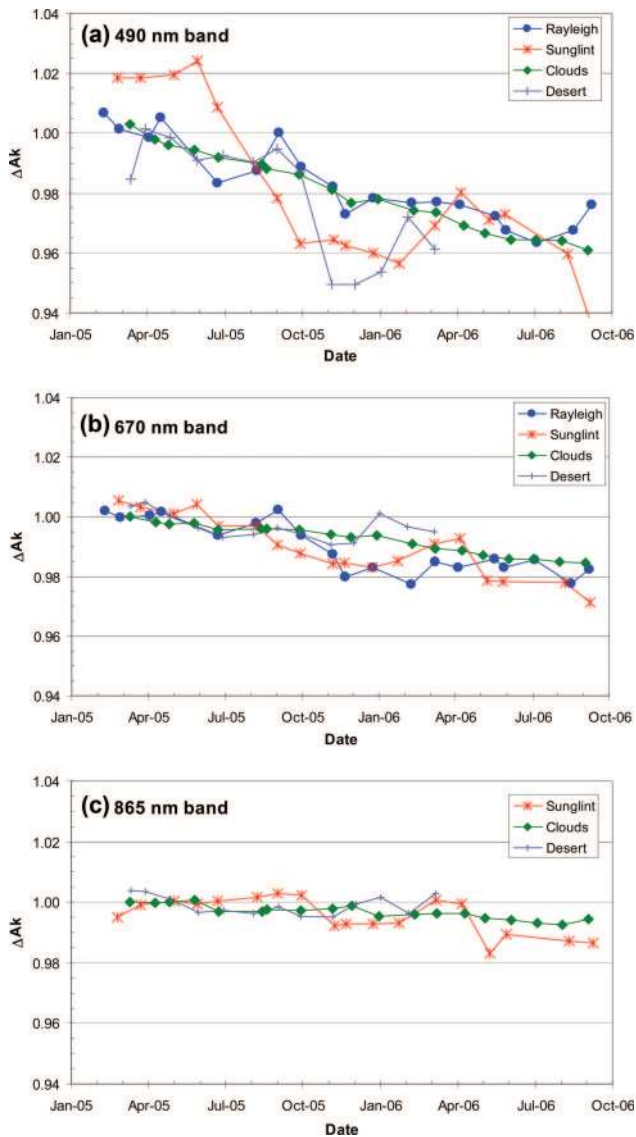 (a) 490 nm band
Rayleigh
Sunglint
Clouds
Desert
1.04
1.02
1.00
0.98
0.96
0.94
ΔAk
Jan-05 Apr-05 Jul-05 Oct-05 Jan-06 Apr-06 Jul-06 Oct-06
Date
(b) 670 nm band
Rayleigh
Sunglint
Clouds
Desert
1.04
1.02
1.00
0.98
0.96
0.94
ΔAk
Jan-05 Apr-05 Jul-05 Oct-05 Jan-06 Apr-06 Jul-06 Oct-06
Date
(c) 865 nm band
Sunglint
Clouds
Desert
1.04
1.02
1.00
0.98
0.96
0.94
ΔAk
Jan-05 Apr-05 Jul-05 Oct-05 Jan-06 Apr-06 Jul-06 Oct-06
Date